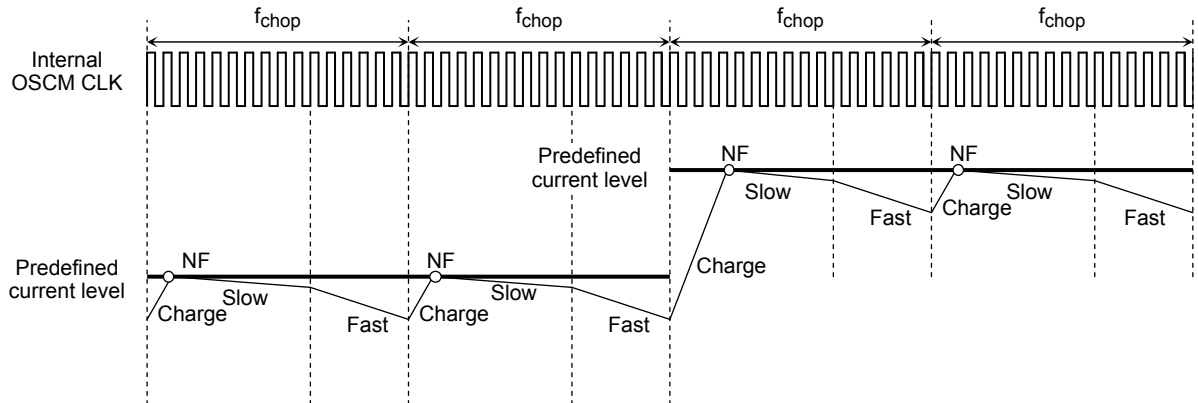 fchop fchop fchop fchop
Internal
OSCM CLK
Predefined
current level
NF
NF
Slow
Slow
Fast
Charge
Fast
Charge
Predefined
current level
NF
NF
Slow
Slow
Charge
Fast
Charge
Fast